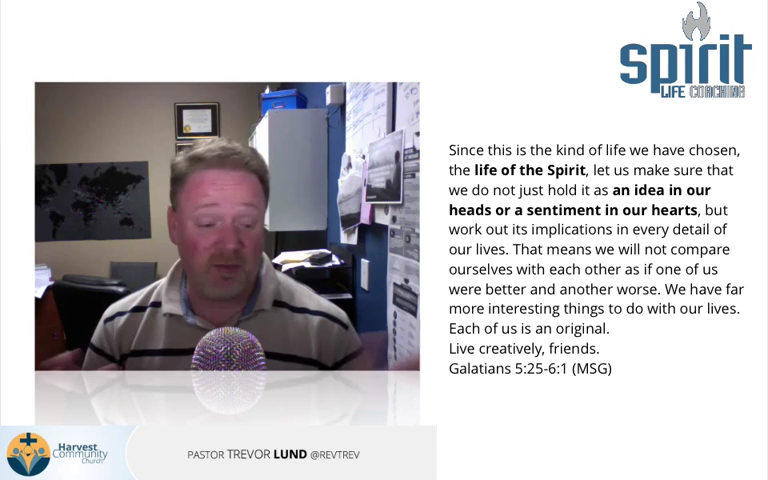 spirit
LIFE COACHING
Since this is the kind of life we have chosen,
the life of the Spirit, let us make sure that
we do not just hold it as an idea in our
heads or a sentiment in our hearts, but
work out its implications in every detail of
our lives. That means we will not compare
ourselves with each other as if one of us
were better and another worse. We have far
more interesting things to do with our lives.
Each of us is an original.
Live creatively, friends.
Galatians 5:25-6:1 (MSG)
Harvest
Community
Church
PASTOR TREVOR LUND @REVTREV